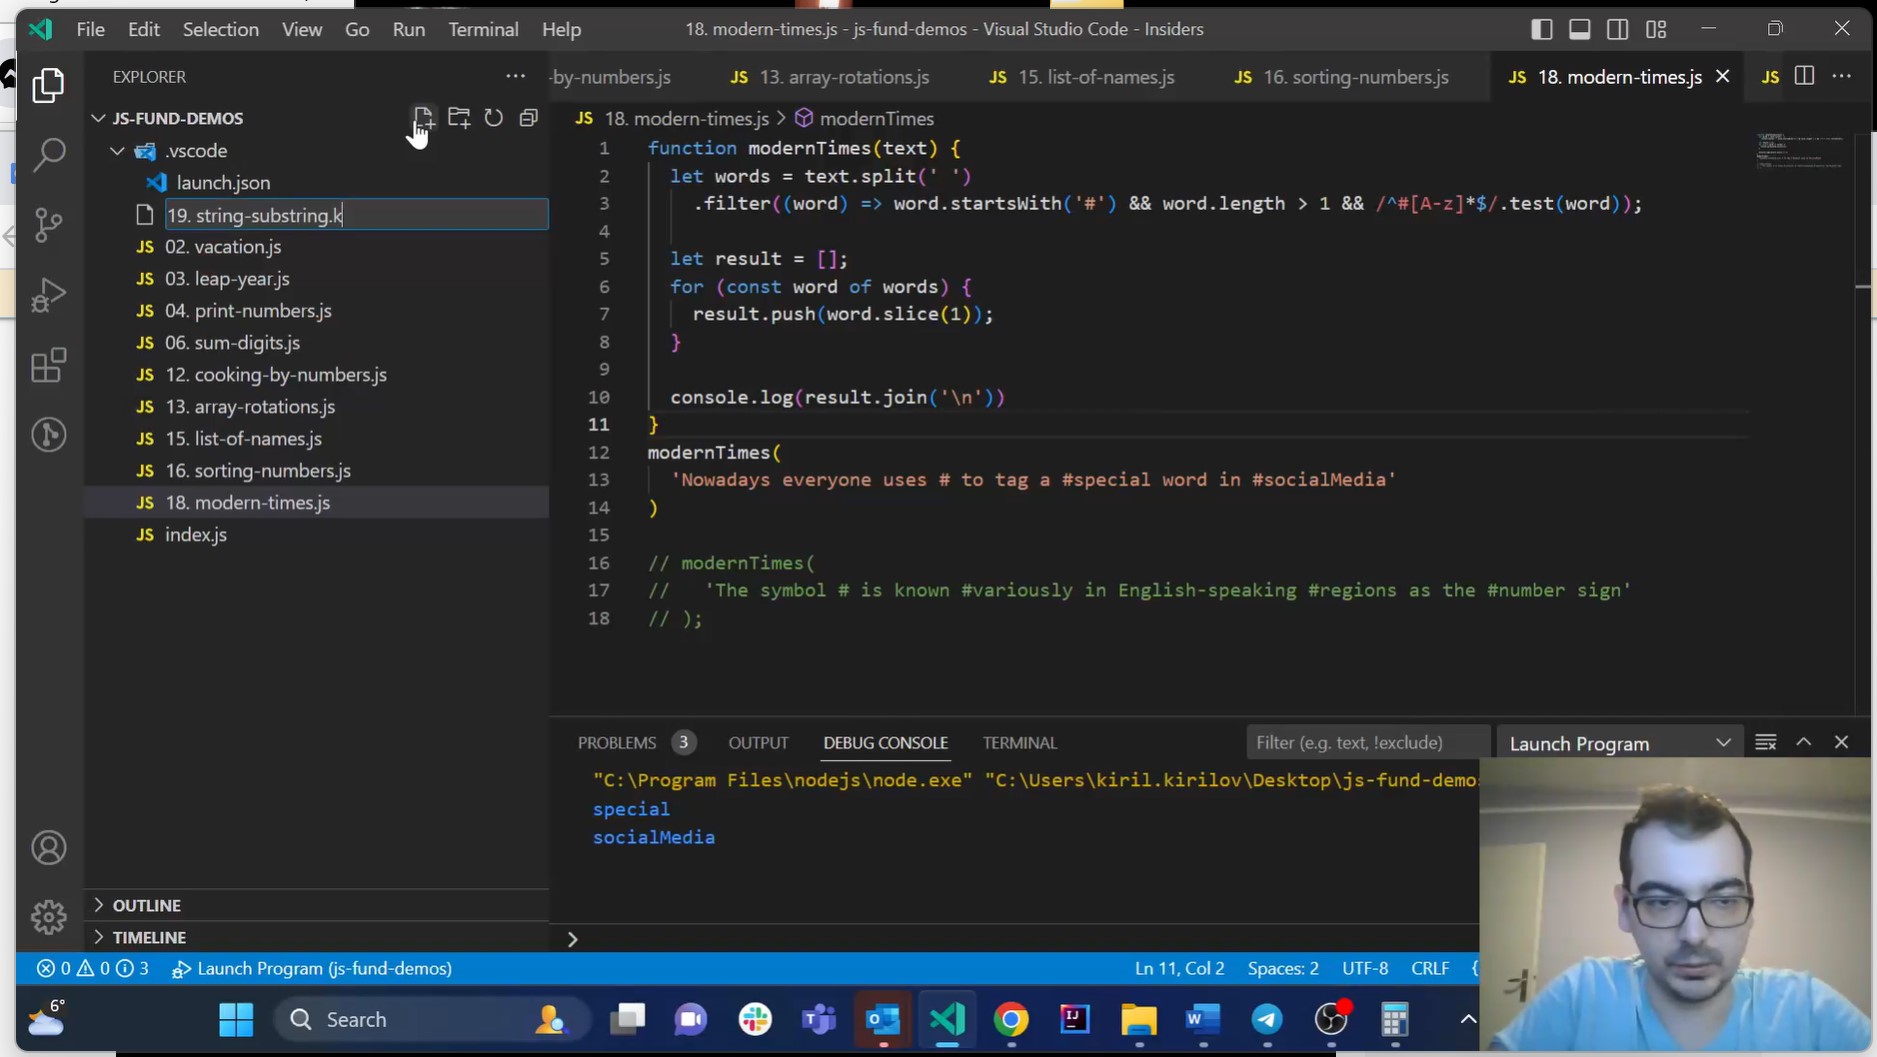 File Edit Selection View Go Run Terminal Help
18. modern-times.js - js-fund-demos - Visual Studio Code - Insiders
EXPLORER
JS-FUND-DEMOS
.vscode
launch.json
19. string-substring.k
JS 02. vacation.js
JS 03. leap-year.js
JS 04. print-numbers.js
JS 06. sum-digits.js
JS 12. cooking-by-numbers.js
JS 13. array-rotations.js
JS 15. list-of-names.js
JS 16. sorting-numbers.js
JS 18. modern-times.js
JS index.js
OUTLINE
TIMELINE
-by-numbers.js JS 13. array-rotations.js JS 15. list-of-names.js JS 16. sorting-numbers.js JS 18. modern-times.js JS
JS 18. modern-times.js > modernTimes
1 function modernTimes(text) {
2 let words = text.split(' ')
3 .filter((word) => word.startsWith('#') && word.length > 1 && /^#[A-z]*$/.test(word));
4
5 let result = [];
6 for (const word of words) {
7 result.push(word.slice(1));
8 }
9
10 console.log(result.join('\n'))
11 }
12 modernTimes(
13 'Nowadays everyone uses # to tag a #special word in #socialMedia'
14 )
15
16 // modernTimes(
17 // 'The symbol # is known #variously in English-speaking #regions as the #number sign'
18 // );
PROBLEMS 3 OUTPUT DEBUG CONSOLE TERMINAL Filter (e.g. text, !exclude) Launch Program
"C:\Program Files\nodejs\node.exe" "C:\Users\kiril.kirilov\Desktop\js-fund-demos
special
socialMedia
0 0 3 Launch Program (js-fund-demos) Ln 11, Col 2 Spaces: 2 UTF-8 CRLF {
6° Search